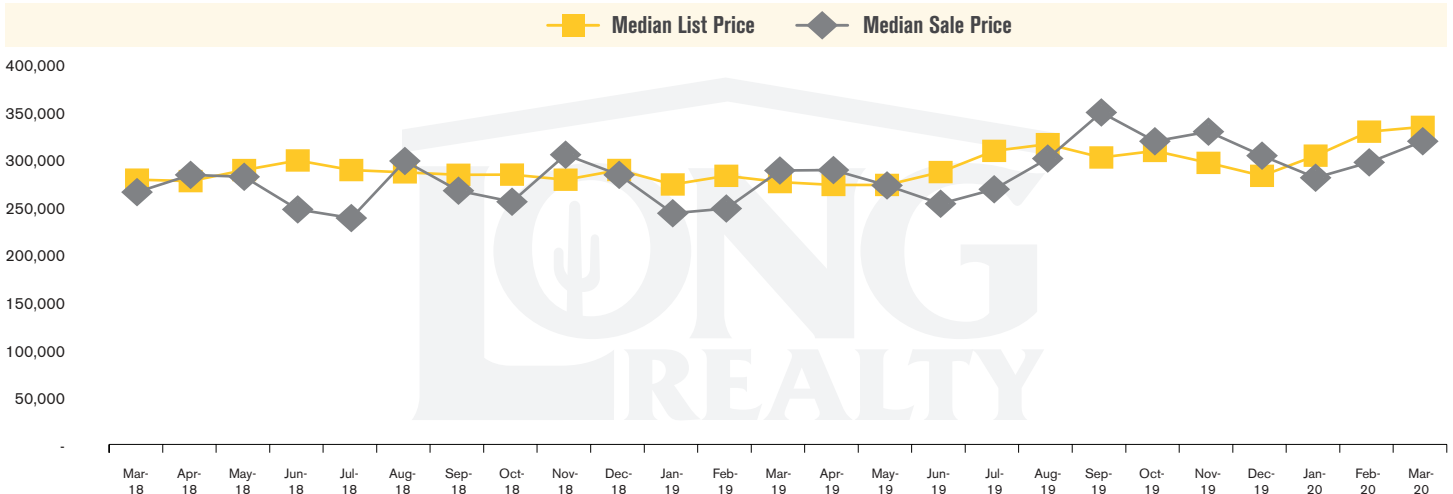 Median List Price Median Sale Price
400,000
350,000
300,000
250,000
200,000
150,000
100,000
50,000
-
LONG
REALTY
Mar- Apr- May- Jun- Jul- Aug- Sep- Oct- Nov- Dec- Jan- Feb- Mar- Apr- May- Jun- Jul- Aug- Sep- Oct- Nov- Dec- Jan- Feb- Mar-
18 18 18 18 18 18 18 18 18 18 19 19 19 19 19 19 19 19 19 19 19 19 20 20 20